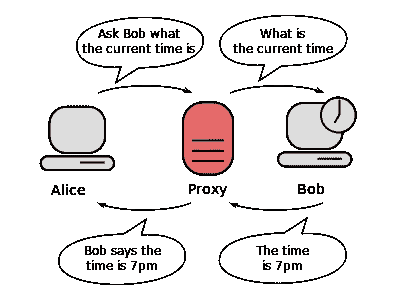 Ask Bob what
the current time is
What is
the current time
Alice
Proxy
Bob
Bob says the
time is 7pm
The time
is 7pm